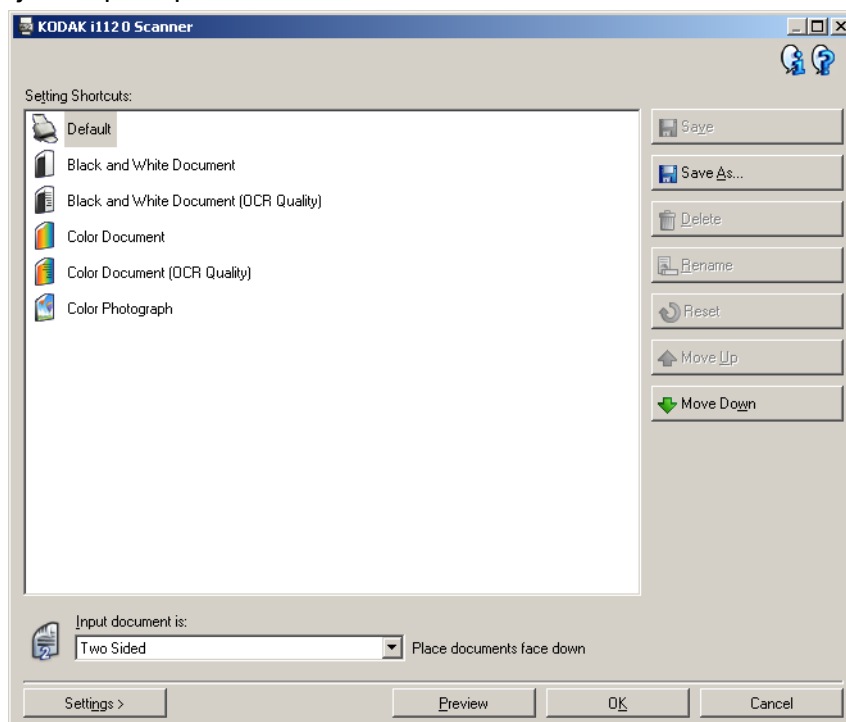 KODAK i1120 Scanner
Setting Shortcuts:
Default
Black and White Document
Black and White Document (OCR Quality)
Color Document
Color Document (OCR Quality)
Color Photograph
Save
Save As...
Delete
Rename
Reset
Move Up
Move Down
Input document is:
2
Two Sided
Place documents face down
Settings >
Preview
OK
Cancel